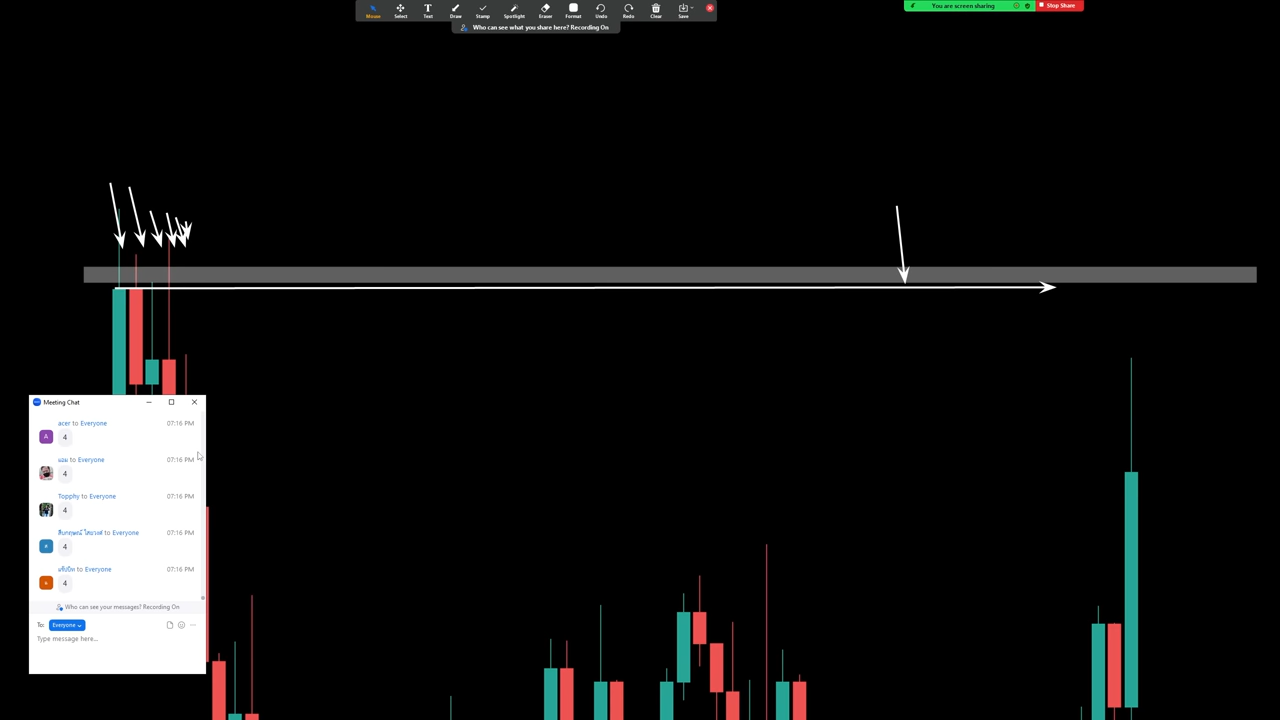 Mouse Select Text Draw Stamp Spotlight Eraser Format Undo Redo Clear Save
Who can see what you share here? Recording On
You are screen sharing Stop Share
Meeting Chat
acer to Everyone 07:16 PM
A 4
แอม to Everyone 07:16 PM
4
Topphy to Everyone 07:16 PM
4
to Everyone 07:16 PM
4
to Everyone 07:16 PM
4
Who can see your messages? Recording On
To: Everyone
Type message here...